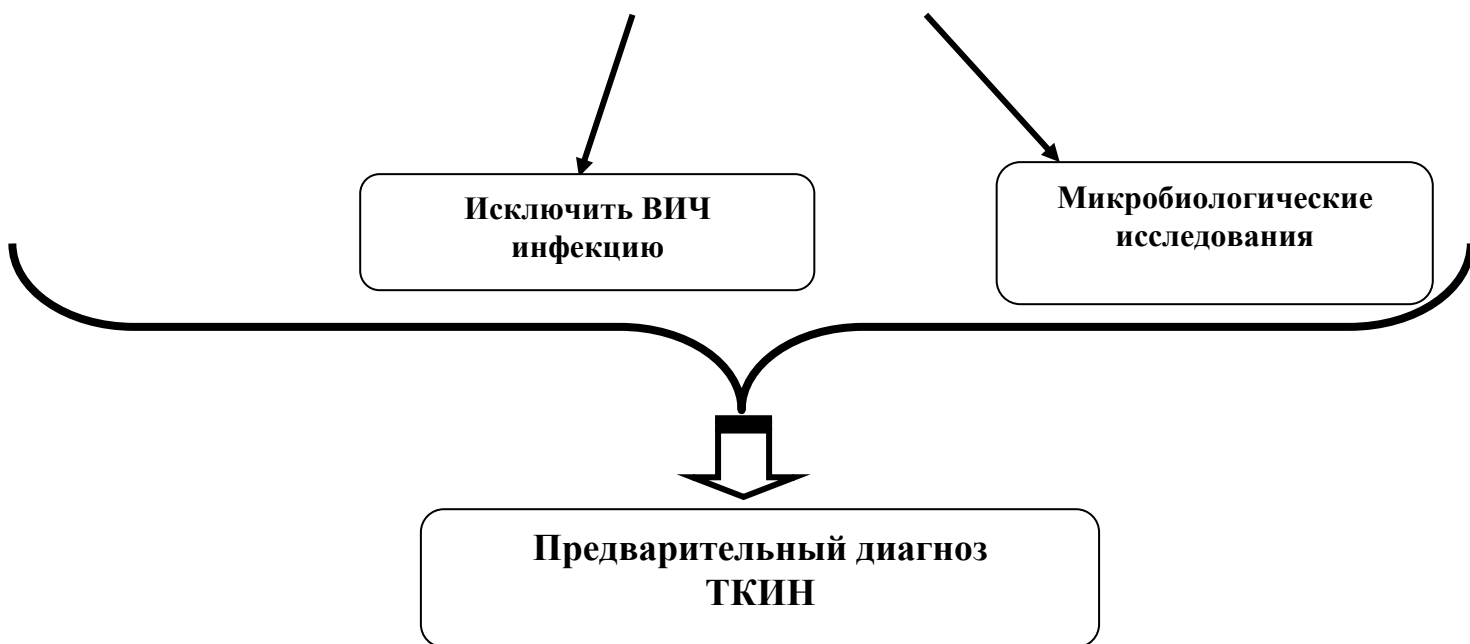 Исключить ВИЧ
инфекцию
Микробиологические
исследования
Предварительный диагноз
ТКИН